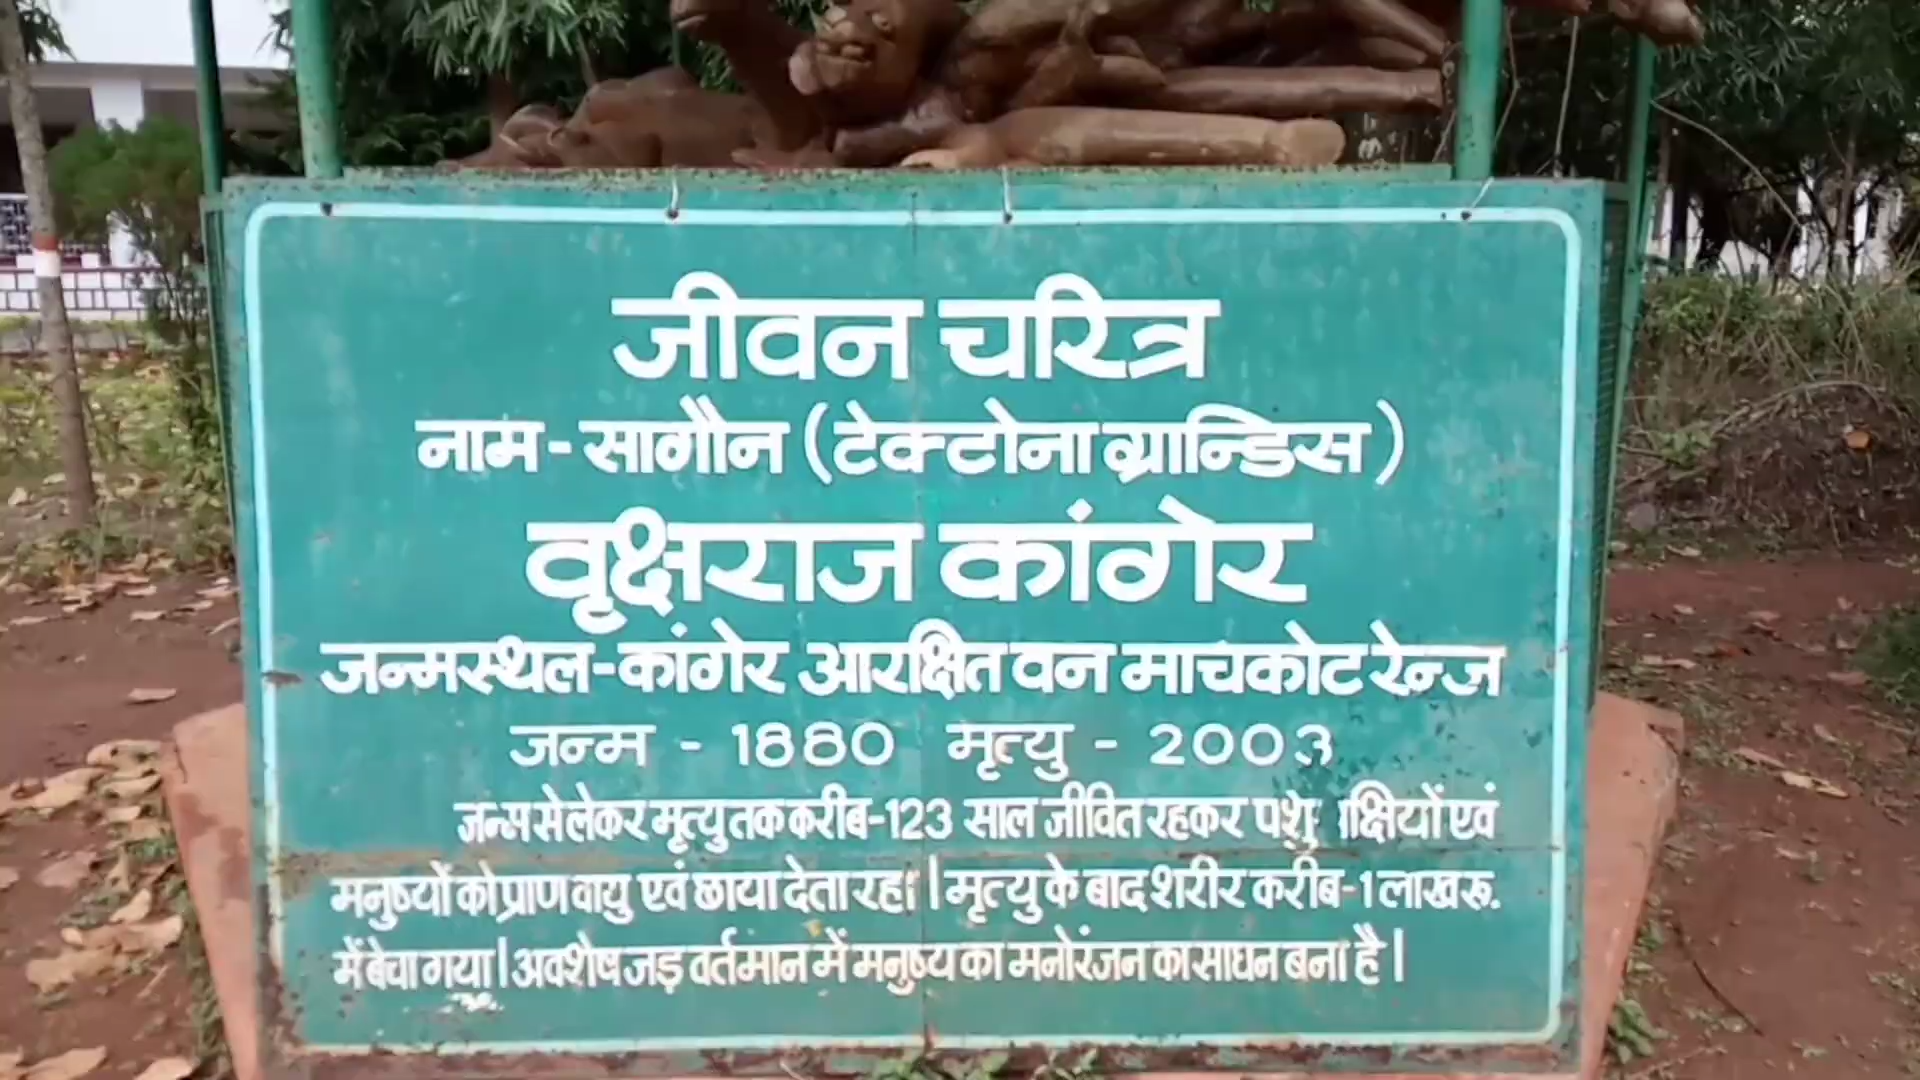 जीवन चरित्र
नाम - सागौन (टेक्टोना ग्रान्डिस)
वृक्षराज कांगेर
जन्मस्थल-कांगेर आरक्षित वन माचकोट रेन्ज
जन्म - 1880 मृत्यु - 2003
जन्म से लेकर मृत्यु तक करीब-123 साल जीवित रहकर पशु पक्षियों एवं
मनुष्यों को प्राण वायु एवं छाया देता रहा । मृत्यु के बाद शरीर करीब-1 लाख रू.
में बेचा गया । अवशेष जड़ वर्तमान में मनुष्य का मनोरंजन का साधन बना है ।